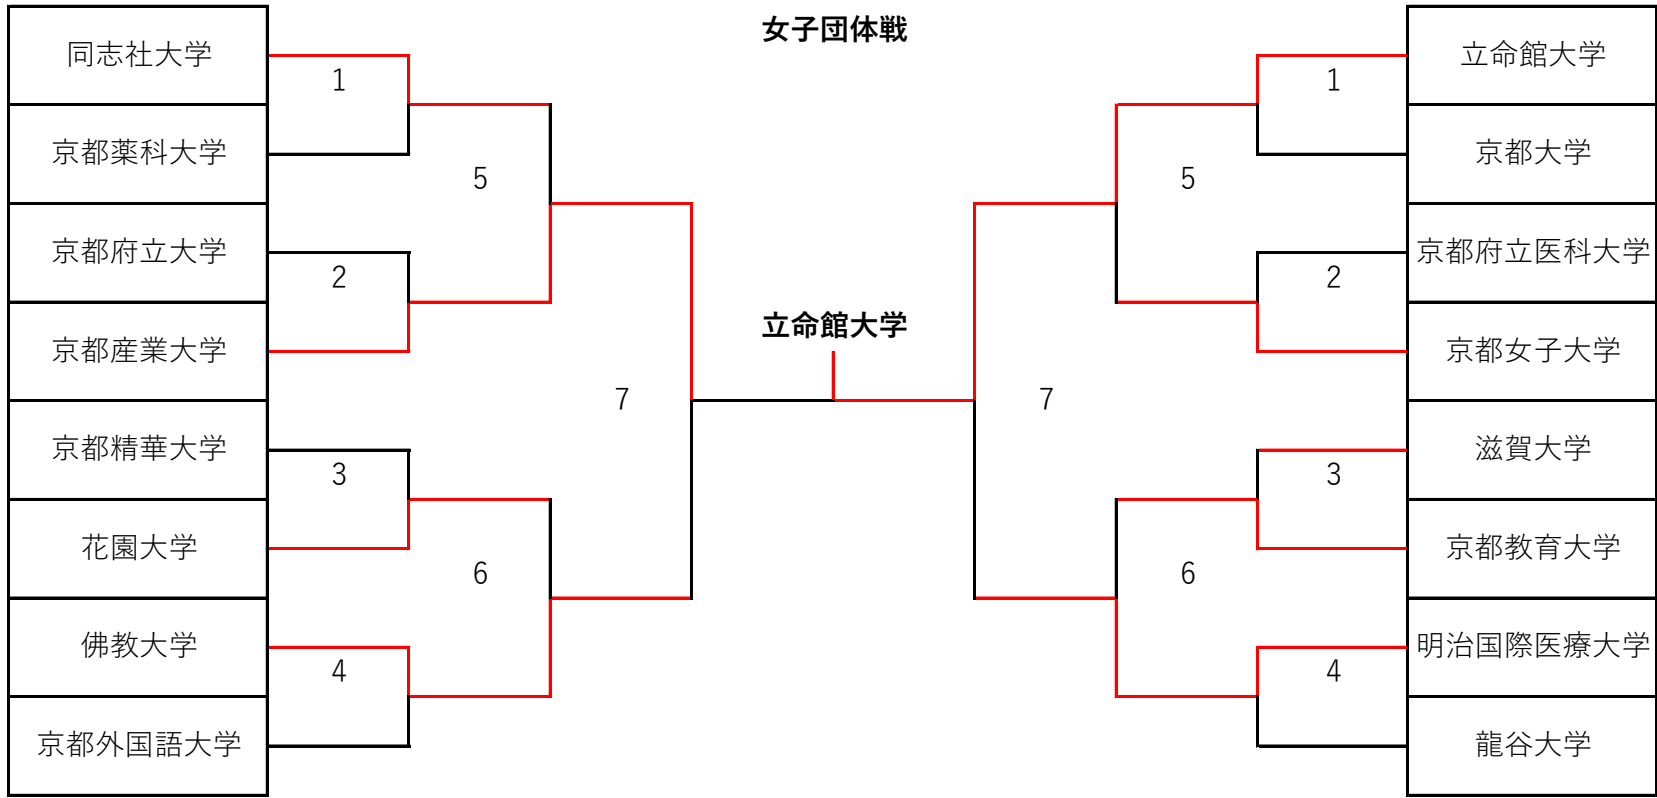 女子団体戦
同志社大学
1
京都薬科大学
5
京都府立大学
2
京都産業大学
7
京都精華大学
3
花園大学
6
佛教大学
4
京都外国語大学
立命館大学
立命館大学
1
京都大学
5
京都府立医科大学
2
京都女子大学
7
滋賀大学
3
京都教育大学
6
明治国際医療大学
4
龍谷大学